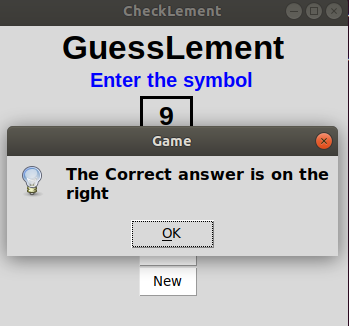 CheckLement
GuessLement
Enter the symbol
9
Game
The Correct answer is on the
right
OK
New